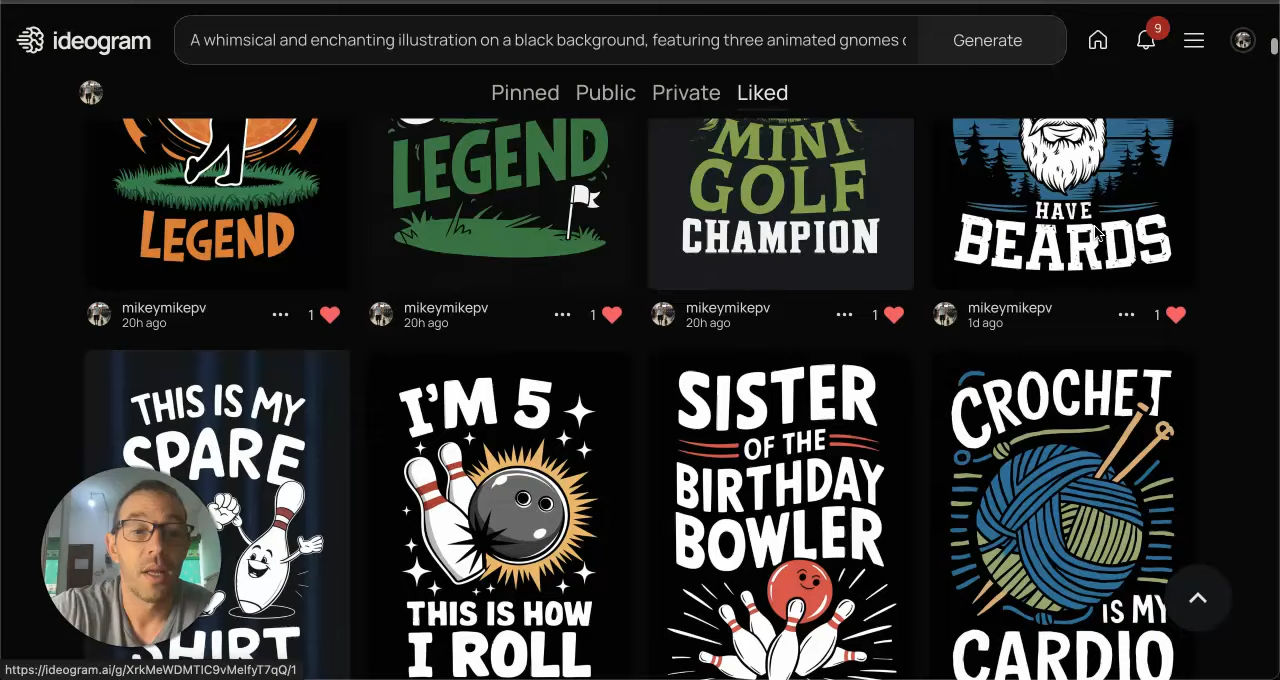 ideogram
A whimsical and enchanting illustration on a black background, featuring three animated gnomes
Generate
9
Pinned Public Private Liked
LEGEND
LEGEND
MINI
GOLF
CHAMPION
HAVE
BEARDS
mikeymikepv
20h ago
... 1
mikeymikepv
20h ago
... 1
mikeymikepv
20h ago
... 1
mikeymikepv
1d ago
... 1
THIS IS MY
SPARE
SHIRT
I'M 5
THIS IS HOW
I ROLL
SISTER
OF THE
BIRTHDAY
BOWLER
CROCHET
IS MY
CARDIO
https://ideogram.ai/g/XrkMeWDMTIC9vMelfyT7qQ/1